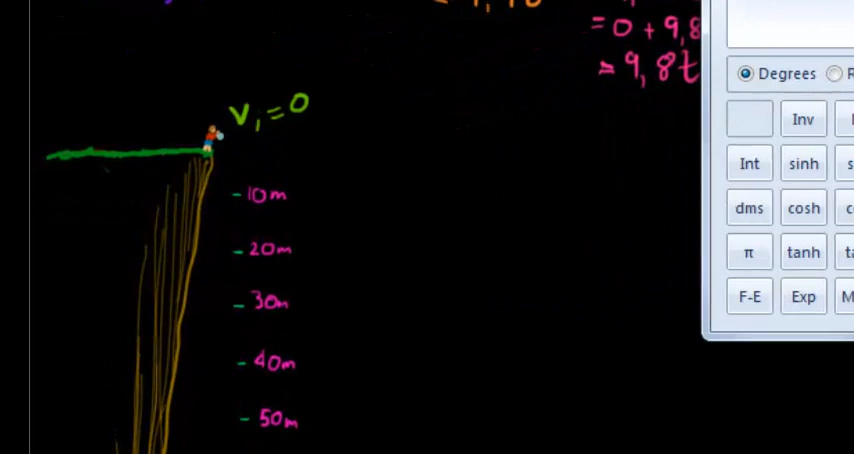 = 0 + 9,8
= 9,8t
v₁ = 0
- 10m
- 20m
- 30m
- 40m
- 50m
Degrees
Inv
Int sinh
dms cosh
π tanh
F-E Exp M